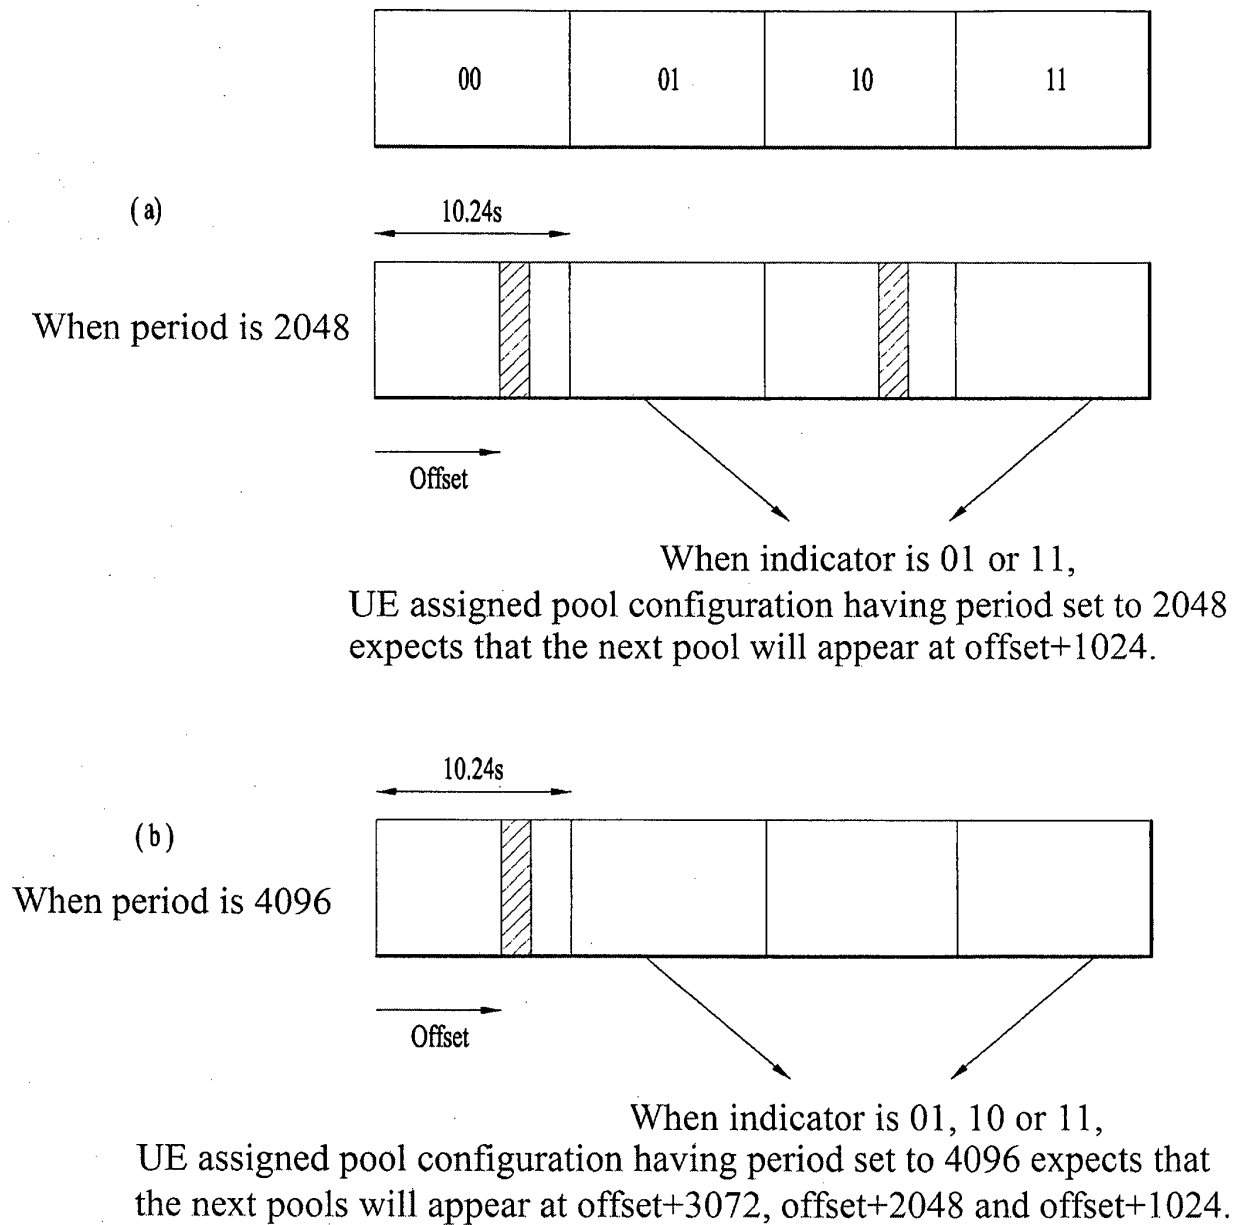 00 01 10 11
(a)
10.24s
When period is 2048
Offset
When indicator is 01 or 11,
UE assigned pool configuration having period set to 2048
expects that the next pool will appear at offset+1024.
10.24s
(b)
When period is 4096
Offset
When indicator is 01, 10 or 11,
UE assigned pool configuration having period set to 4096 expects that
the next pools will appear at offset+3072, offset+2048 and offset+1024.